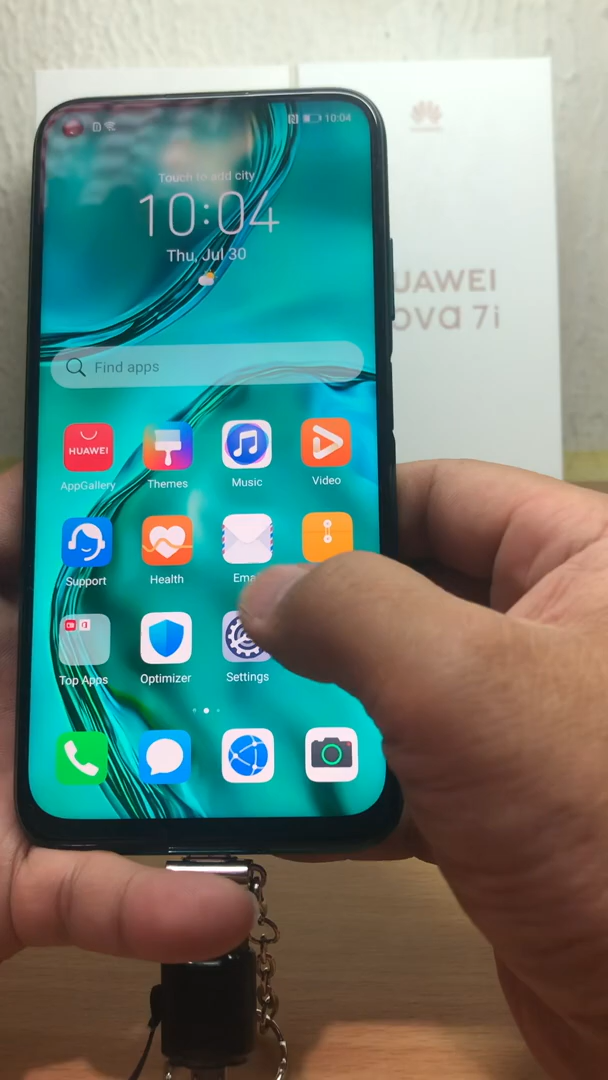 10:04
Touch to add city
10:04
Thu, Jul 30
Find apps
HUAWEI
AppGallery
Themes
Music
Video
Support
Health
Top Apps
Optimizer
Settings
HUAWEI
UAWEI
ova 7i